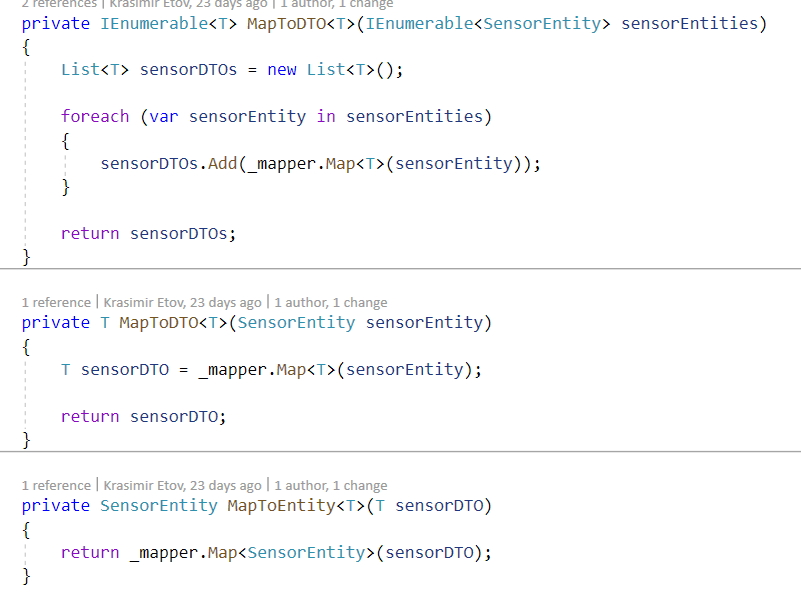 2 references | Krasimir Etov, 23 days ago | 1 author, 1 change
private IEnumerable<T> MapToDTO<T>(IEnumerable<SensorEntity> sensorEntities)
{
    List<T> sensorDTOs = new List<T>();
    foreach (var sensorEntity in sensorEntities)
    {
        sensorDTOs.Add(_mapper.Map<T>(sensorEntity));
    }
    return sensorDTOs;
}
1 reference | Krasimir Etov, 23 days ago | 1 author, 1 change
private T MapToDTO<T>(SensorEntity sensorEntity)
{
    T sensorDTO = _mapper.Map<T>(sensorEntity);
    return sensorDTO;
}
1 reference | Krasimir Etov, 23 days ago | 1 author, 1 change
private SensorEntity MapToEntity<T>(T sensorDTO)
{
    return _mapper.Map<SensorEntity>(sensorDTO);
}